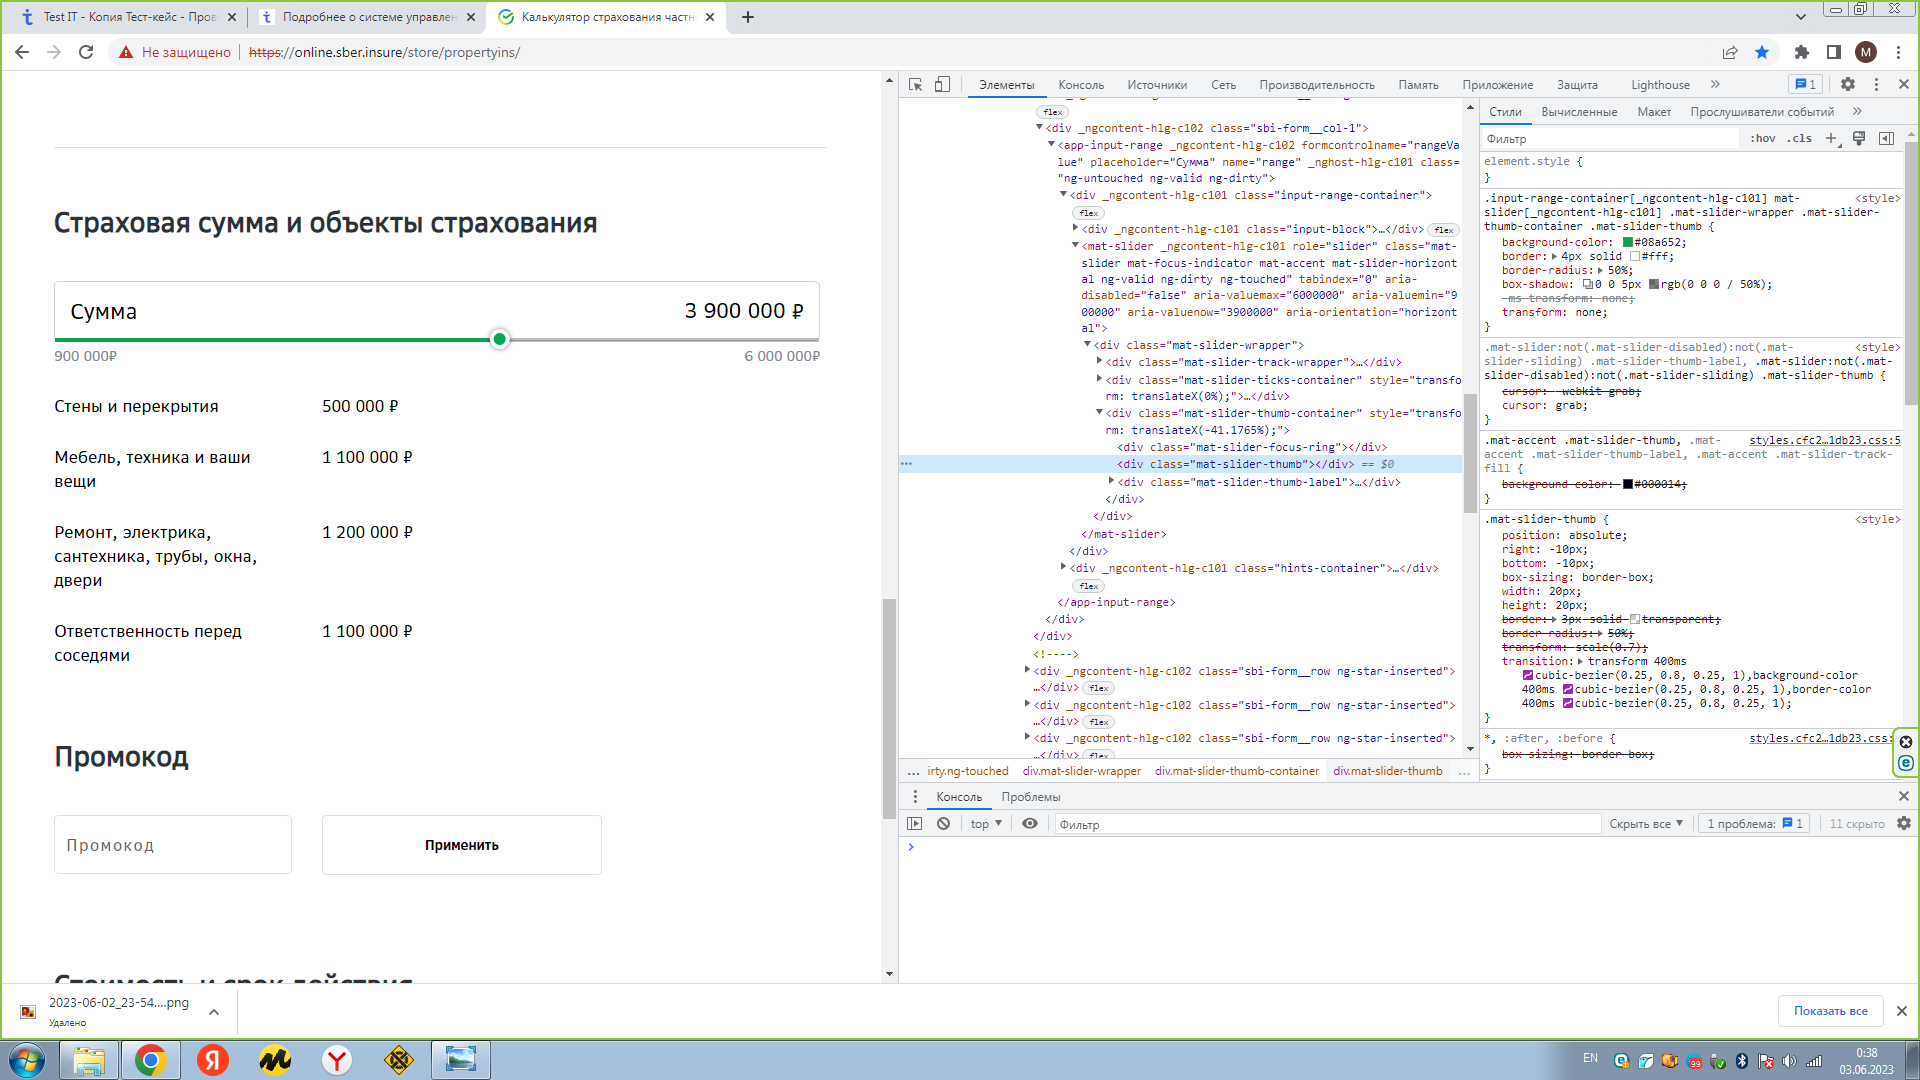 Test IT - Копия Тест-кейс - Про
Подробнее о системе управлен
Калькулятор страхования частн
Не защищено
https://online.sber.insure/store/propertyins/
M
Страховая сумма и объекты страхования
Сумма
3 900 000 ₽
900 000₽
6 000 000₽
Стены и перекрытия
500 000 ₽
Мебель, техника и ваши
вещи
1 100 000 ₽
Ремонт, электрика,
сантехника, трубы, окна,
двери
1 200 000 ₽
Ответственность перед
соседями
1 100 000 ₽
Промокод
Промокод
Применить
Стоимость и срок действия
Элементы
Консоль
Источники
Сеть
Производительность
Память
Приложение
Защита
Lighthouse
1
flex
<div _ngcontent-hlg-c102 class="sbi-form__col-1">
<app-input-range _ngcontent-hlg-c102 formcontrolname="rangeVa
lue" placeholder="Сумма" name="range" _nghost-hlg-c101 class=
"ng-untouched ng-valid ng-dirty">
<div _ngcontent-hlg-c101 class="input-range-container">
flex
<div _ngcontent-hlg-c101 class="input-block">…</div> flex
<mat-slider _ngcontent-hlg-c101 role="slider" class="mat-
slider mat-focus-indicator mat-accent mat-slider-horizont
al ng-valid ng-dirty ng-touched" tabindex="0" aria-
disabled="false" aria-valuemax="6000000" aria-valuemin="9
00000" aria-valuenow="3900000" aria-orientation="horizont
al">
<div class="mat-slider-wrapper">
<div class="mat-slider-track-wrapper">…</div>
<div class="mat-slider-ticks-container" style="transfo
rm: translateX(0%);">…</div>
<div class="mat-slider-thumb-container" style="transfo
rm: translateX(-41.1765%);">
<div class="mat-slider-focus-ring"></div>
<div class="mat-slider-thumb"></div> == $0
<div class="mat-slider-thumb-label">…</div>
</div>
</div>
</mat-slider>
</div>
<div _ngcontent-hlg-c101 class="hints-container">…</div>
flex
</app-input-range>
</div>
</div>
<!---->
<div _ngcontent-hlg-c102 class="sbi-form__row ng-star-inserted">
…</div> flex
<div _ngcontent-hlg-c102 class="sbi-form__row ng-star-inserted">
…</div> flex
<div _ngcontent-hlg-c102 class="sbi-form__row ng-star-inserted">
…</div> flex
... irty.ng-touched div.mat-slider-wrapper div.mat-slider-thumb-container div.mat-slider-thumb ...
Стили
Вычисленные
Макет
Прослушиватели событий
Фильтр
:hov .cls
element.style {
}
.input-range-container[_ngcontent-hlg-c101] mat- <style>
slider[_ngcontent-hlg-c101] .mat-slider-wrapper .mat-slider-
thumb-container .mat-slider-thumb {
background-color: #08a652;
border: 4px solid #fff;
border-radius: 50%;
box-shadow: 0 0 5px rgb(0 0 0 / 50%);
-ms-transform: none;
transform: none;
}
.mat-slider:not(.mat-slider-disabled):not(.mat- <style>
slider-sliding) .mat-slider-thumb-label, .mat-slider:not(.mat-
slider-disabled):not(.mat-slider-sliding) .mat-slider-thumb {
cursor: -webkit-grab;
cursor: grab;
}
.mat-accent .mat-slider-thumb, .mat- styles.cfc2…1db23.css:5
accent .mat-slider-thumb-label, .mat-accent .mat-slider-track-
fill {
background-color: #000014;
}
.mat-slider-thumb { <style>
position: absolute;
right: -10px;
bottom: -10px;
box-sizing: border-box;
width: 20px;
height: 20px;
border: 3px solid transparent;
border-radius: 50%;
transform: scale(0.7);
transition: transform 400ms
cubic-bezier(0.25, 0.8, 0.25, 1),background-color
400ms cubic-bezier(0.25, 0.8, 0.25, 1),border-color
400ms cubic-bezier(0.25, 0.8, 0.25, 1);
}
*, :after, :before { styles.cfc2…1db23.css:
box-sizing: border-box;
}
Консоль
Проблемы
top
Фильтр
Скрыть все
1 проблема: 1
11 скрыто
2023-06-02_23-54....png
Удалено
Показать все
Я
Y
EN
99
0:38
03.06.2023